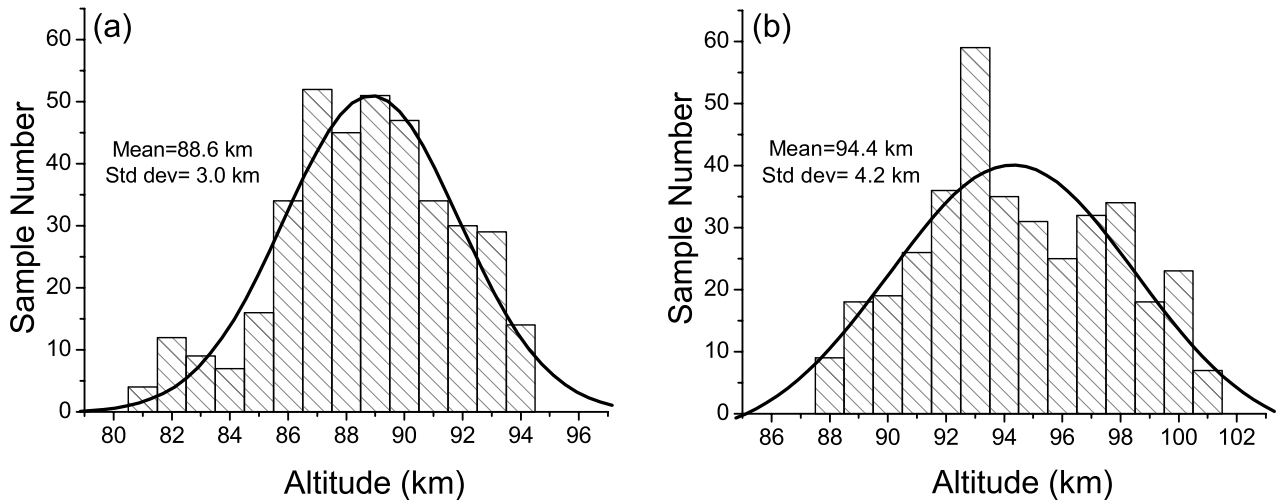 (a)
Sample Number
60
50
40
30
20
10
0
Mean=88.6 km
Std dev= 3.0 km
80 82 84 86 88 90 92 94 96
Altitude (km)
(b)
Sample Number
60
50
40
30
20
10
0
Mean=94.4 km
Std dev= 4.2 km
86 88 90 92 94 96 98 100 102
Altitude (km)